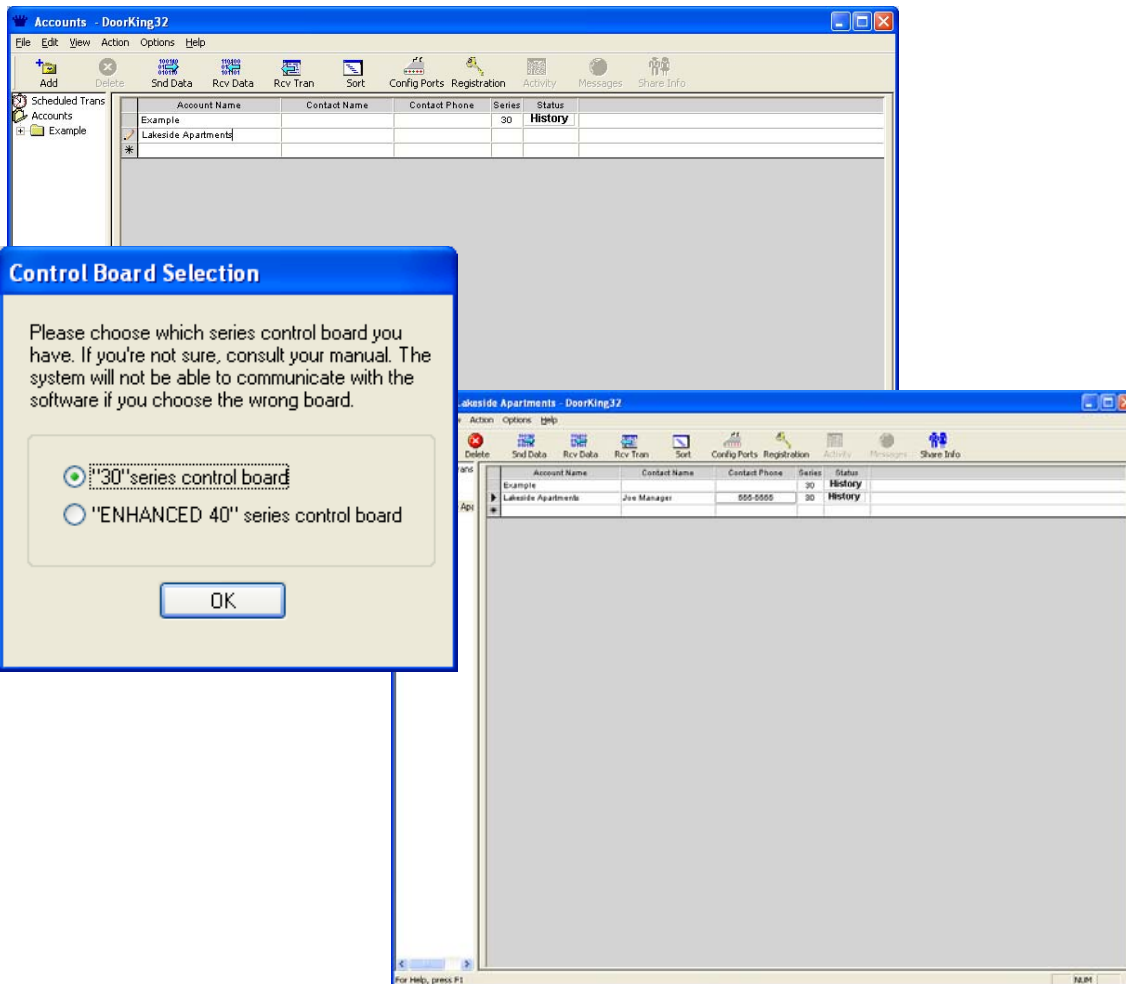 Accounts - DoorKing32
File Edit View Action Options Help
Add Delete Snd Data Rcv Data Rcv Tran Sort Config Ports Registration Activity Messages Share Info
Scheduled Trans
Accounts
Example
Account Name Contact Name Contact Phone Series Status
Example 30 History
Lakeside Apartments
Control Board Selection
Please choose which series control board you
have. If you're not sure, consult your manual. The
system will not be able to communicate with the
software if you choose the wrong board.
"30"series control board
"ENHANCED 40" series control board
OK
akeside Apartments - DoorKing32
Action Options Help
Delete Snd Data Rcv Data Rcv Tran Sort Config Ports Registration Activity Messages Share Info
rans
Apa
Account Name Contact Name Contact Phone Series Status
Example 30 History
Lakeside Apartments Joe Manager 555-5555 30 History
For Help, press F1
NUM